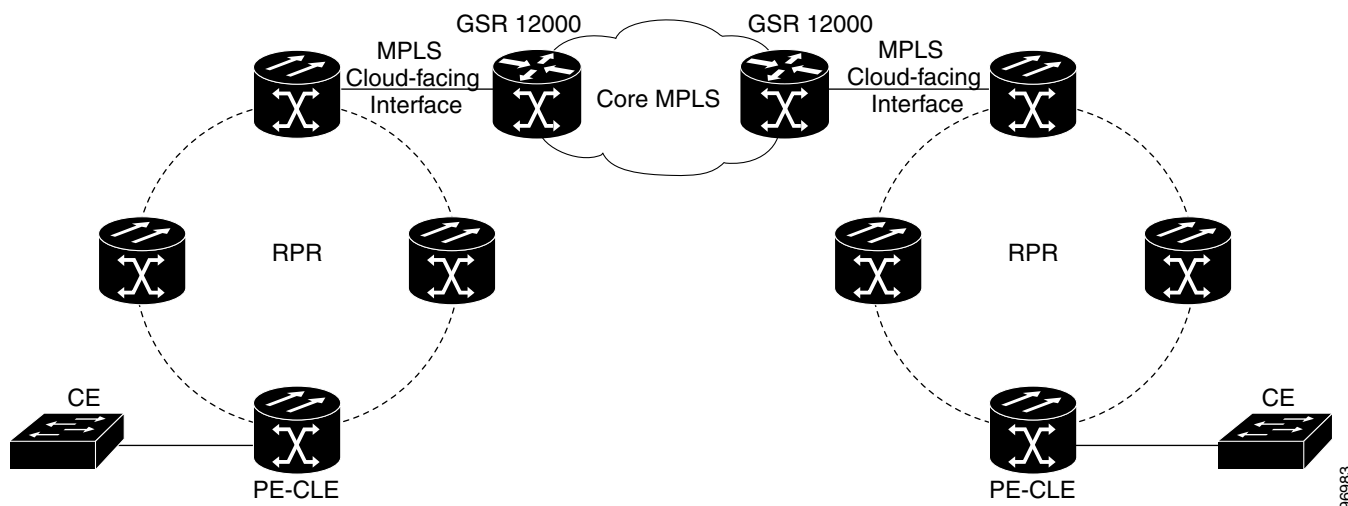 GSR 12000
GSR 12000
MPLS
Cloud-facing
Interface
Core MPLS
MPLS
Cloud-facing
Interface
RPR
RPR
CE
PE-CLE
PE-CLE
CE
96983